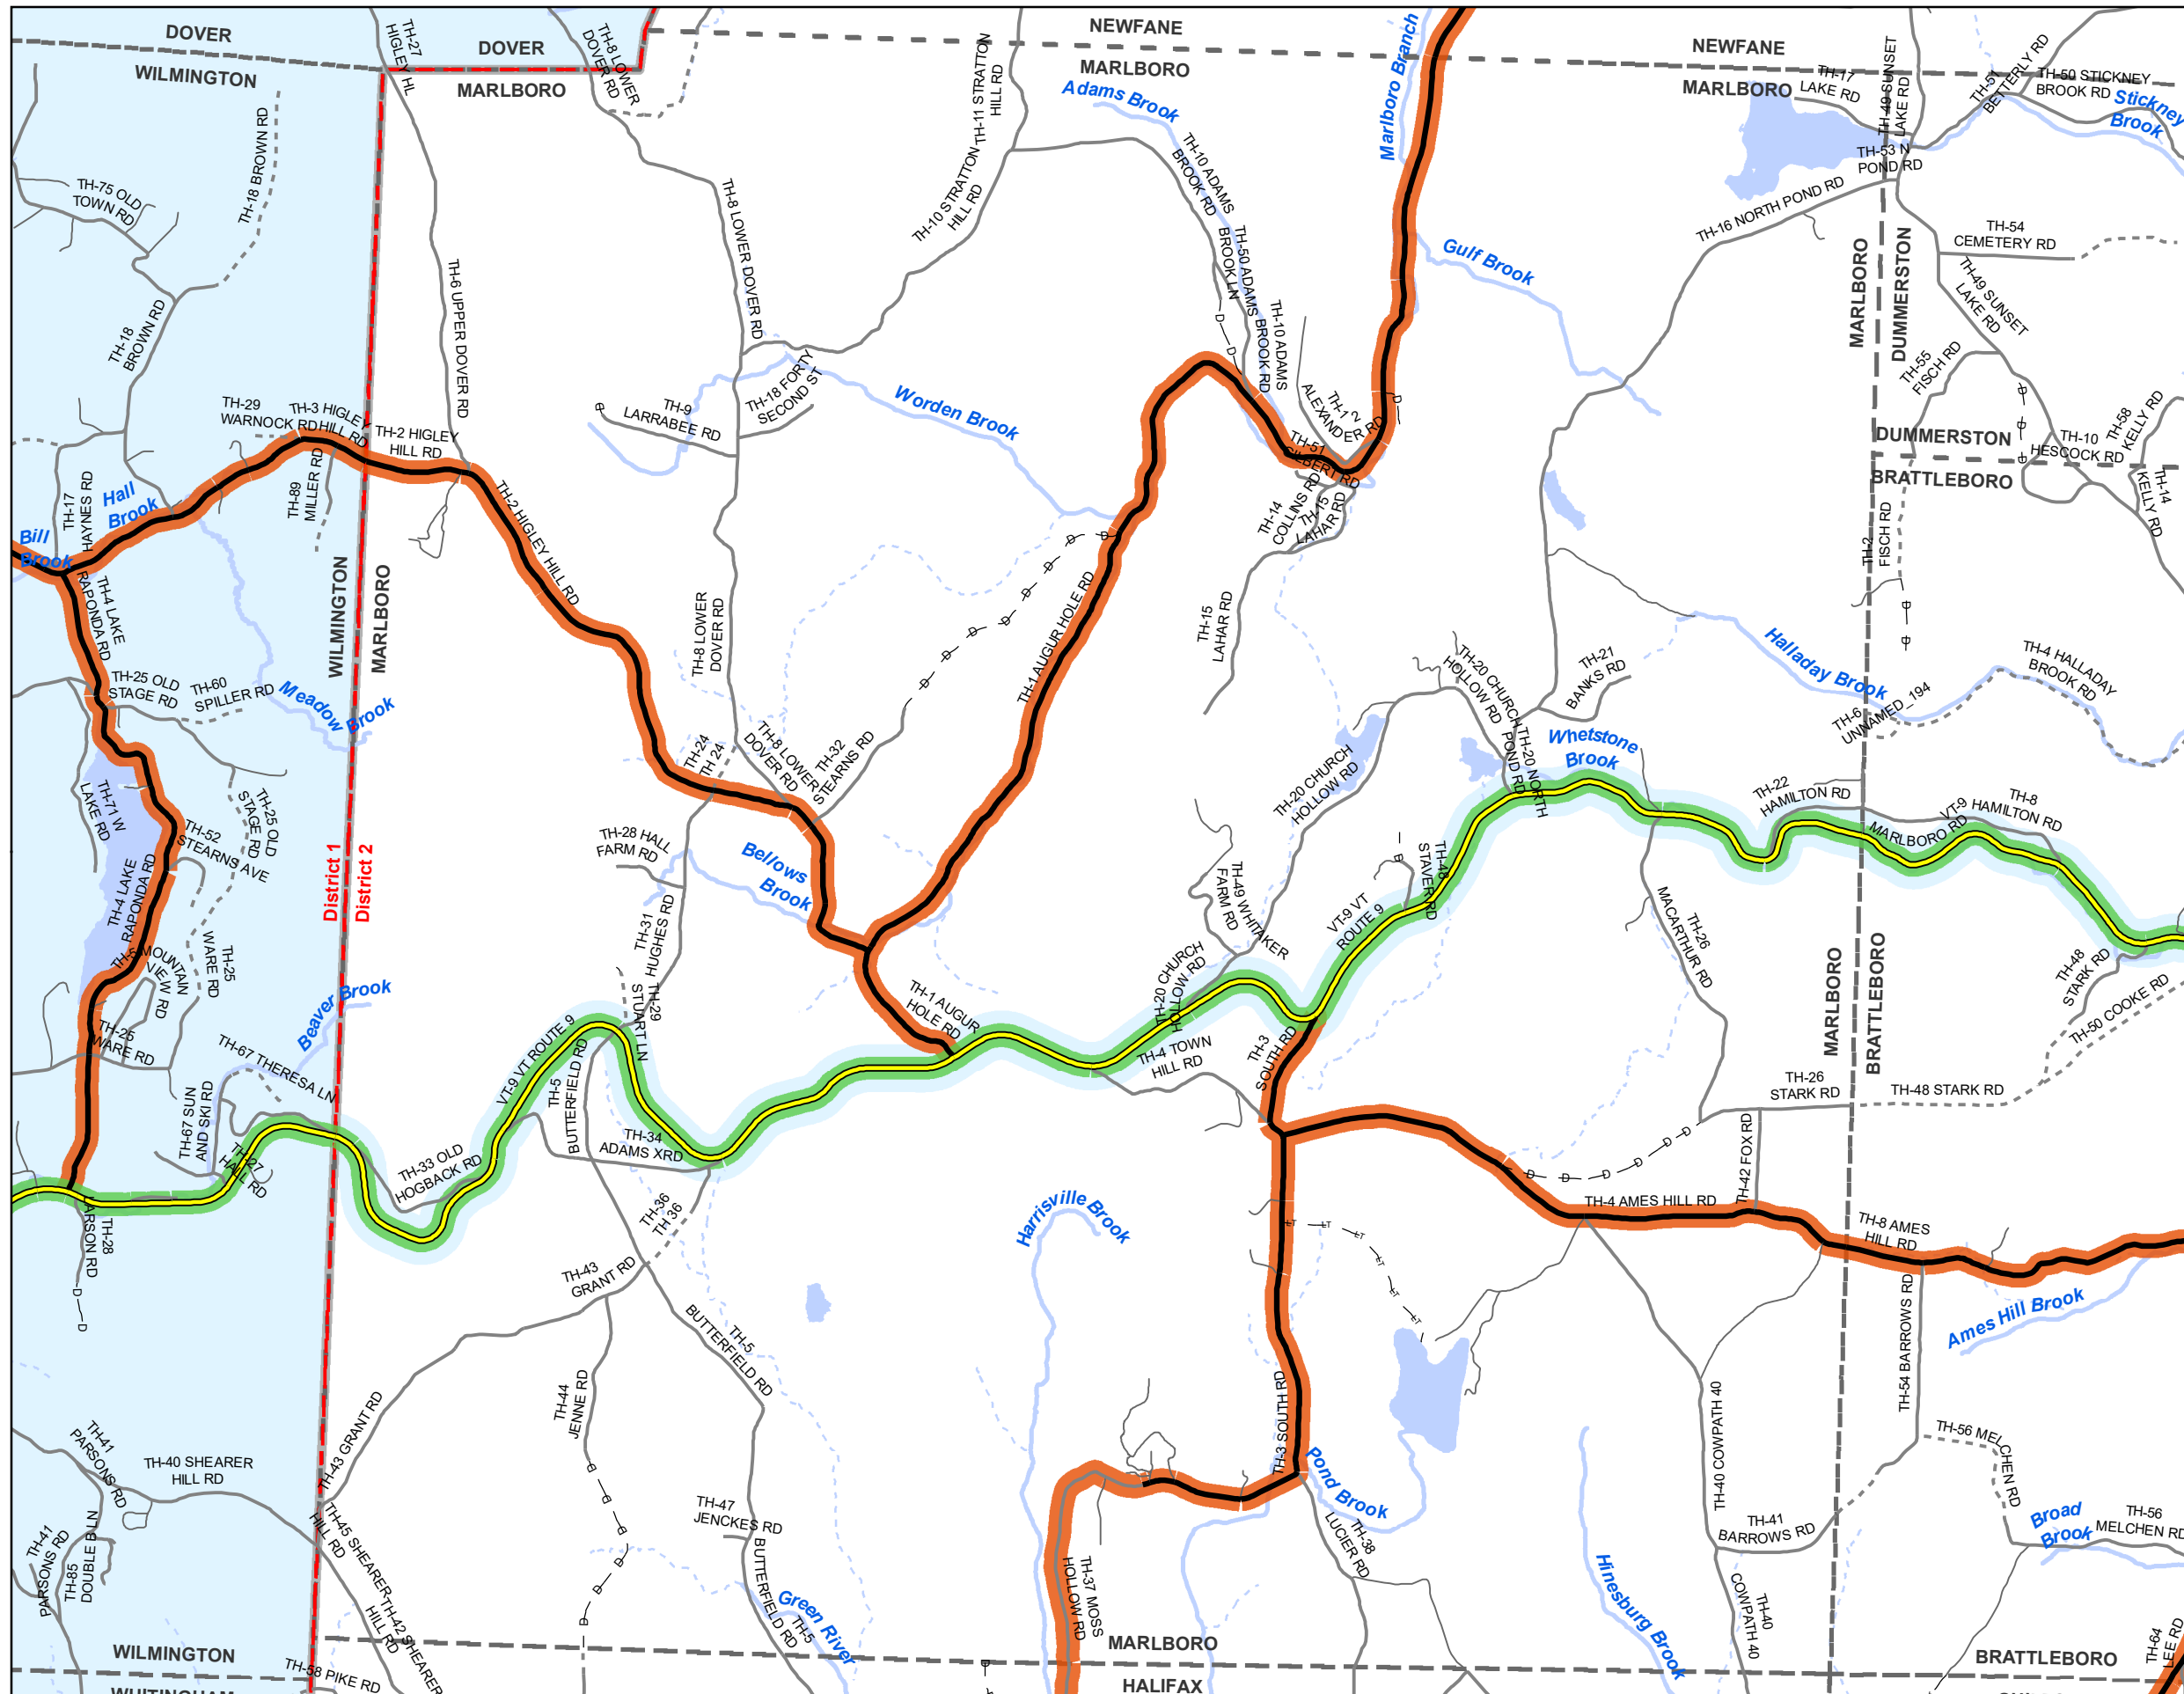 DOVER
WILMINGTON
TH-27
HIGLEY HL
DOVER
MARLBORO
TH-8 LOWER
DOVER RD
NEWFANE
MARLBORO
Adams Brook
Marlboro Branch
NEWFANE
MARLBORO
TH-17
LAKE RD
TH-49 SUNSET
LAKE RD
TH-51
BETTERLY RD
TH-50 STICKNEY
BROOK RD
Stickney
Brook
TH-53 N
POND RD
TH-16 NORTH POND RD
TH-54
CEMETERY RD
TH-75 OLD
TOWN RD
TH-18 BROWN RD
TH-11 STRATTON
HILL RD
TH-10 STRATTON
HILL RD
TH-10 ADAMS
BROOK RD
TH-50 ADAMS
BROOK LN
TH-10 ADAMS
BROOK RD
Gulf Brook
MARLBORO
DUMMERSTON
TH-49 SUNSET
LAKE RD
TH-55
FISCH RD
TH-58
KELLY RD
TH-10
HESCOCK RD
TH-14
KELLY RD
DUMMERSTON
BRATTLEBORO
TH-2
FISCH RD
TH-18
BROWN RD
TH-6 UPPER DOVER RD
TH-8 LOWER DOVER RD
TH-9
LARRABEE RD
TH-18 FORTY
SECOND ST
Worden Brook
TH-12
ALEXANDER RD
TH-51
GILBERT RD
TH-14
COLLINS RD
TH-15
LAHAR RD
TH-15
LAHAR RD
TH-29
WARNOCK RD
TH-3 HIGLEY
HILL RD
TH-2 HIGLEY
HILL RD
TH-89
MILLER RD
TH-17
HAYNES RD
Hall
Brook
Bill
Brook
TH-4 LAKE
RAPONDA RD
TH-2 HIGLEY HILL RD
WILMINGTON
MARLBORO
TH-25 OLD
STAGE RD
TH-60
SPILLER RD
Meadow Brook
TH-8 LOWER
DOVER RD
TH-1 AUGUR HOLE RD
TH-24
TH 24
TH-8 LOWER
DOVER RD
TH-32
STEARNS RD
TH-20 CHURCH
HOLLOW RD
TH-20 CHURCH
HOLLOW RD
TH-20 NORTH
POND RD
TH-21
BANKS RD
Whetstone
Brook
Halladay Brook
TH-6
UNNAMED_194
TH-4 HALLADAY
BROOK RD
TH-22
HAMILTON RD
VT-9
MARLBORO RD
TH-8
HAMILTON RD
TH-71 W
LAKE RD
TH-52
STEARNS AVE
TH-25 OLD
STAGE RD
TH-4 LAKE
RAPONDA RD
District 1
District 2
TH-28 HALL
FARM RD
Bellows
Brook
TH-31
HUGHES RD
TH-49 WHITAKER
FARM RD
VT-9 VT
ROUTE 9
TH-48
STAVER RD
TH-26
MACARTHUR RD
MARLBORO
BRATTLEBORO
TH-48
STARK RD
TH-50 COOKE RD
TH-6 MOUNTAIN
VIEW RD
TH-25
WARE RD
TH-25
WARE RD
Beaver Brook
TH-67 THERESA LN
TH-67 SUN
AND SKI RD
TH-27
HALL RD
TH-29
STUART LN
VT-9 VT ROUTE 9
TH-5
BUTTERFIELD RD
TH-34
ADAMS XRD
TH-1 AUGUR
HOLE RD
TH-20 CHURCH
HOLLOW RD
TH-4 TOWN
HILL RD
TH-3
SOUTH RD
TH-26
STARK RD
TH-48 STARK RD
TH-42 FOX RD
TH-33 OLD
HOGBACK RD
TH-28
LARSON RD
TH-36
TH 36
TH-43
GRANT RD
Harrisville Brook
TH-4 AMES HILL RD
TH-8 AMES
HILL RD
Ames Hill Brook
TH-5
BUTTERFIELD RD
TH-44
JENNE RD
TH-43 GRANT RD
TH-3 SOUTH RD
Pond Brook
TH-38
LUCIER RD
TH-40 COWPATH 40
TH-54 BARROWS RD
TH-56 MELCHEN RD
TH-41
BARROWS RD
Broad
Brook
TH-56
MELCHEN RD
TH-41
PARSONS RD
TH-40 SHEARER
HILL RD
TH-41
PARSONS RD
TH-85
DOUBLE B LN
TH-45 SHEARER
HILL RD
TH-42 SHEARER
HILL RD
TH-47
JENCKES RD
TH-5
BUTTERFIELD RD
Green River
TH-37 MOSS
HOLLOW RD
Hinesburg Brook
TH-40
COWPATH 40
TH-64
LEE RD
WILMINGTON
WHITINGHAM
TH-58 PIKE RD
MARLBORO
HALIFAX
BRATTLEBORO